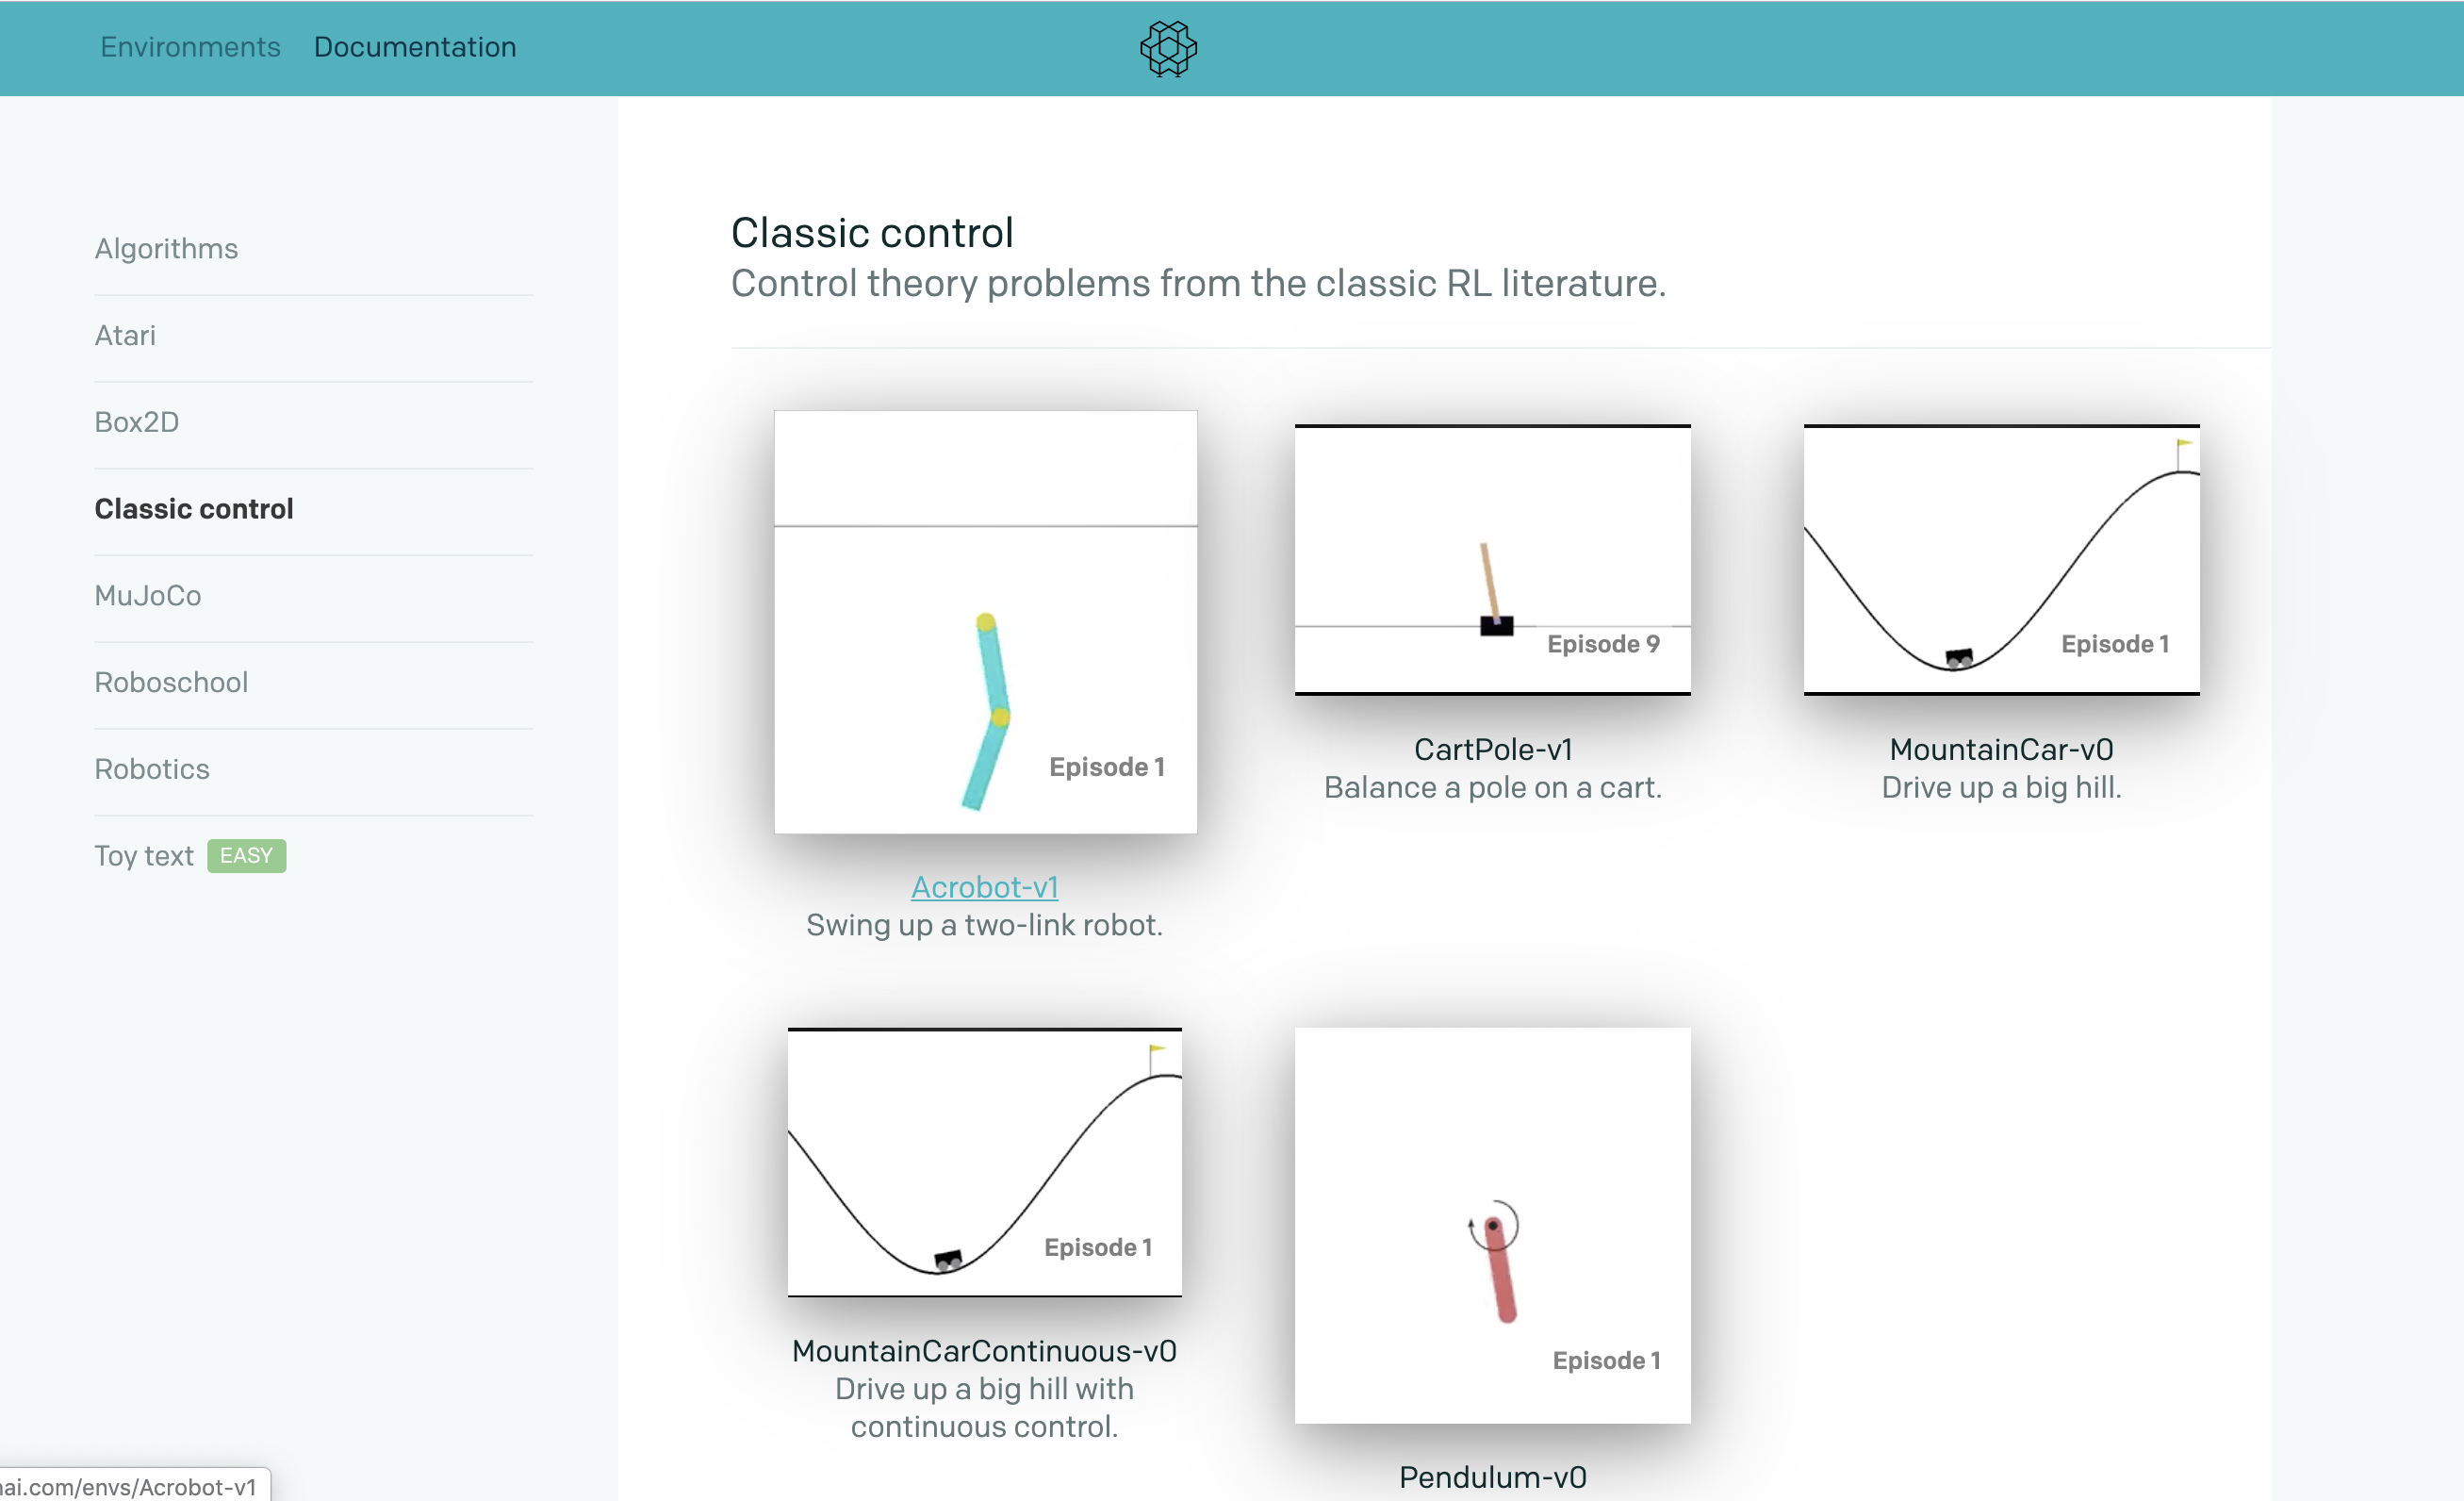 Environments Documentation
Algorithms
Atari
Box2D
Classic control
MuJoCo
Roboschool
Robotics
Toy text EASY
Classic control
Control theory problems from the classic RL literature.
Episode 1
Acrobot-v1
Swing up a two-link robot.
Episode 9
CartPole-v1
Balance a pole on a cart.
Episode 1
MountainCar-v0
Drive up a big hill.
Episode 1
MountainCarContinuous-v0
Drive up a big hill with
continuous control.
Episode 1
Pendulum-v0
ai.com/envs/Acrobot-v1